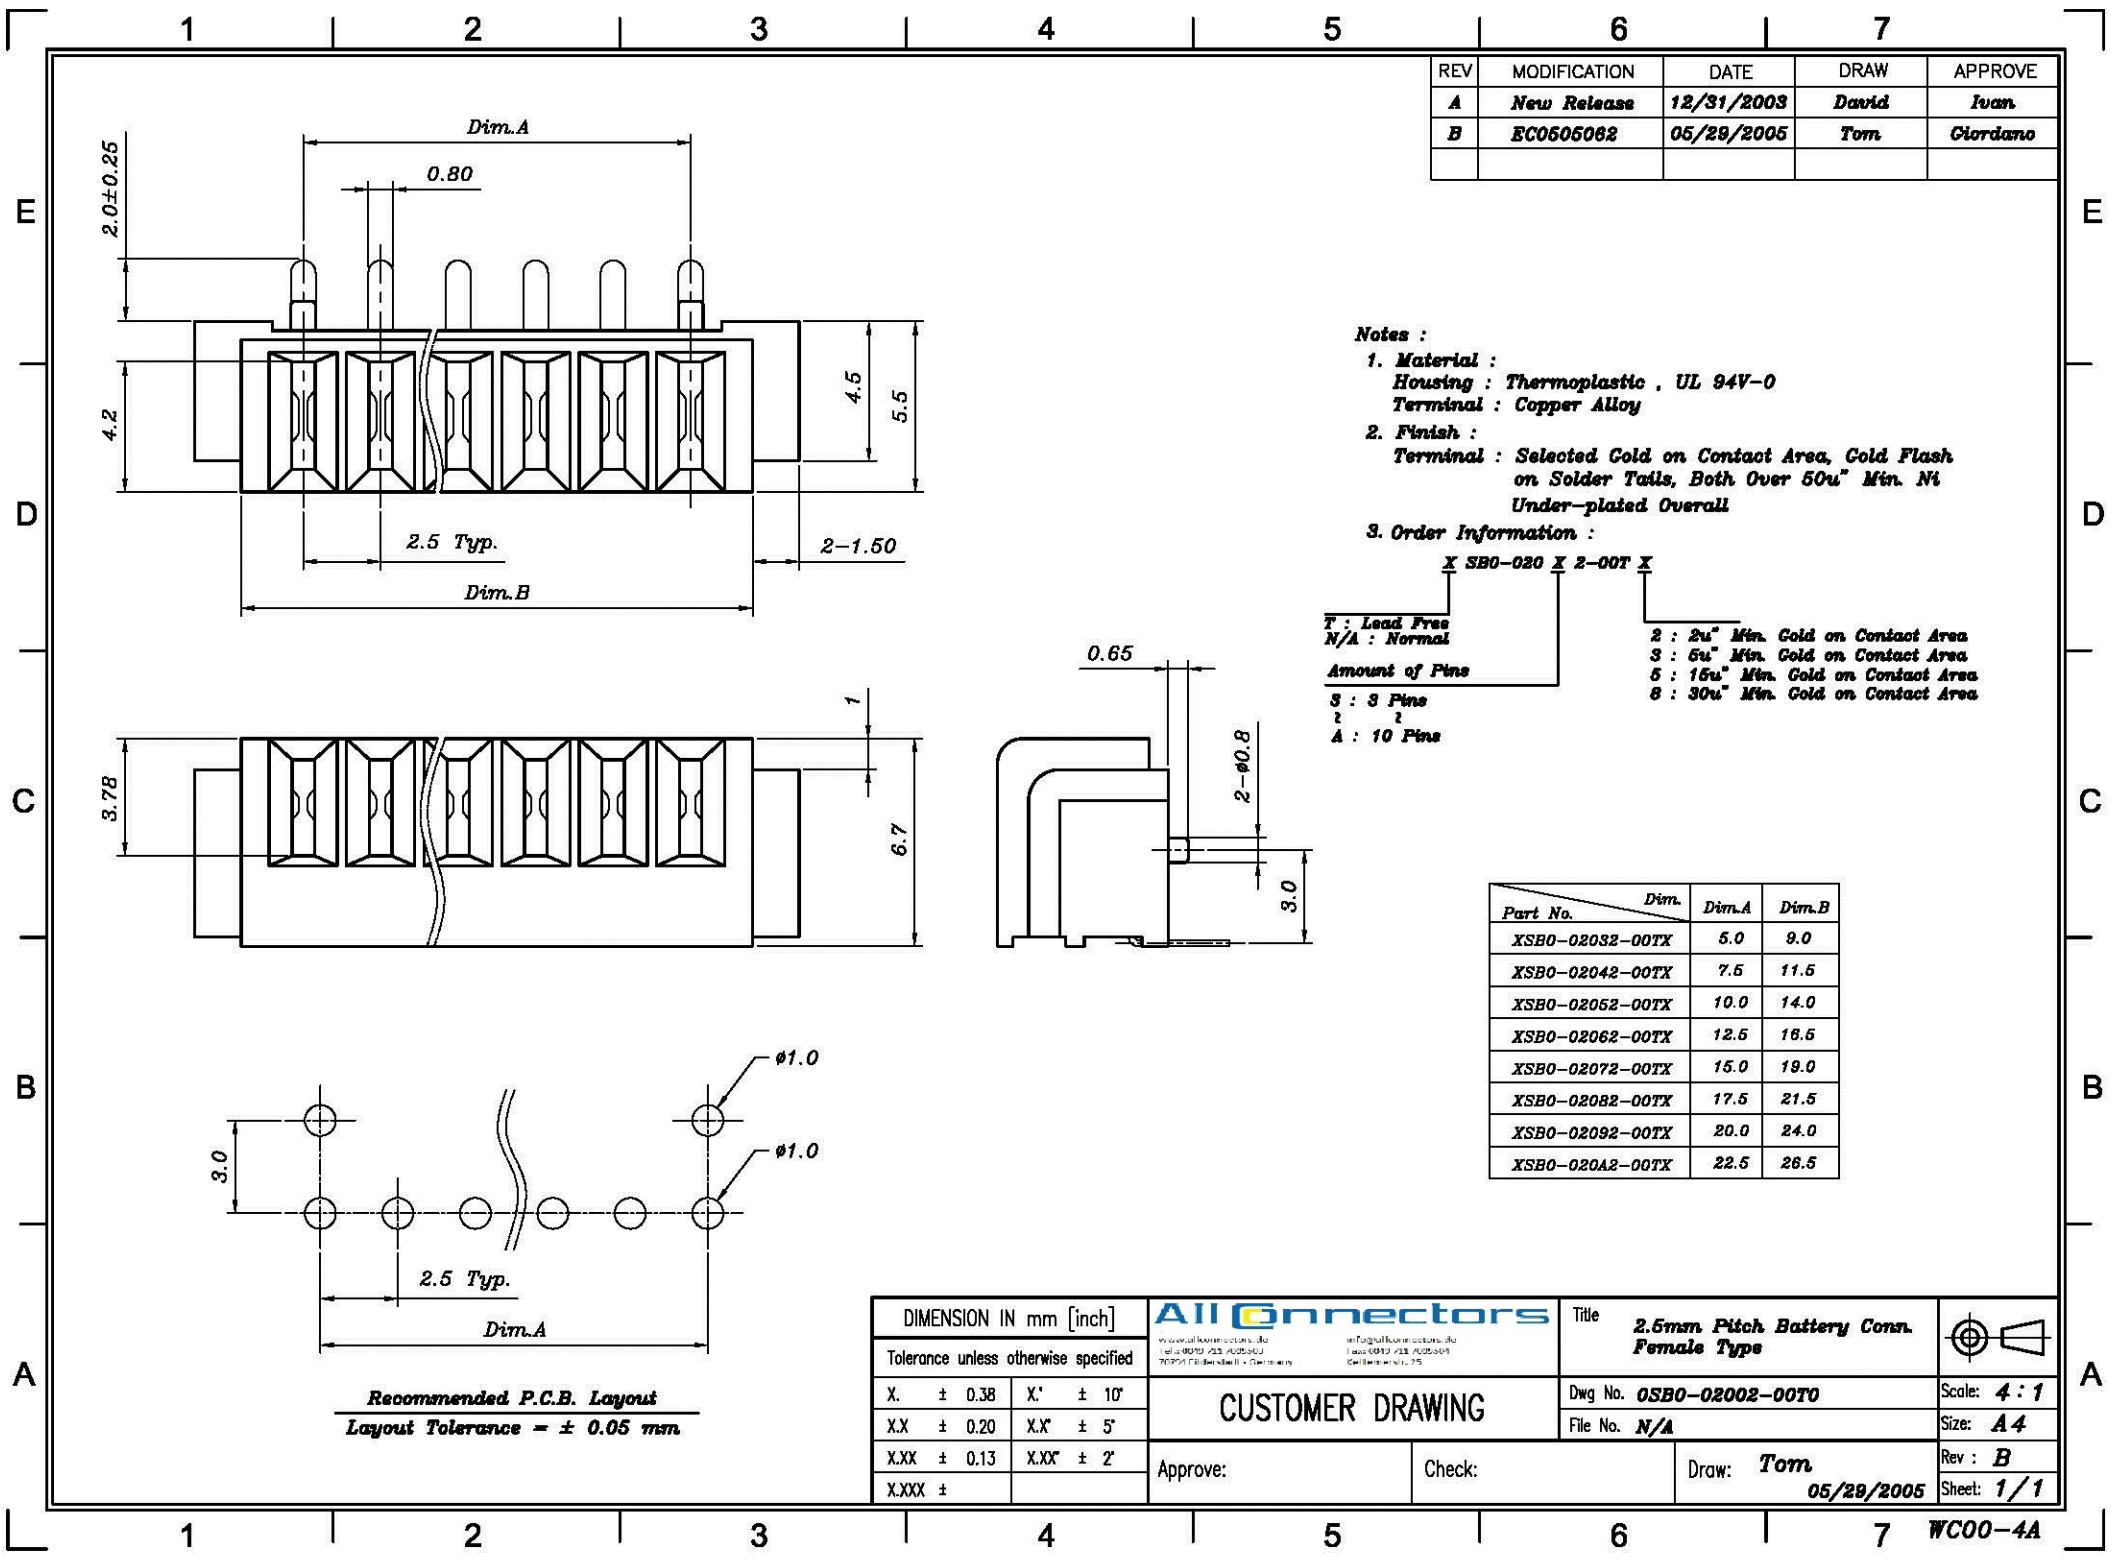 1 2 3 4 5 6 7
REV MODIFICATION DATE DRAW APPROVE
A New Release 12/31/2003 David Ivan
B EC0505062 05/29/2005 Tom Giordano
E E
D D
C C
B B
A A
Dim.A
0.80
2.0±0.25
4.2
4.5
5.5
2.5 Typ.
2-1.50
Dim.B
Notes :
1. Material :
Housing : Thermoplastic , UL 94V-0
Terminal : Copper Alloy
2. Finish :
Terminal : Selected Gold on Contact Area, Gold Flash
on Solder Tails, Both Over 50u" Min. Ni
Under-plated Overall
3. Order Information :
X SB0-020 X 2-00T X
T : Lead Free
N/A : Normal
Amount of Pins
3 : 3 Pins
≀ ≀
A : 10 Pins
2 : 2u" Min. Gold on Contact Area
3 : 5u" Min. Gold on Contact Area
5 : 15u" Min. Gold on Contact Area
8 : 30u" Min. Gold on Contact Area
3.78
1
6.7
0.65
2-ø0.8
3.0
Part No. Dim. Dim.A Dim.B
XSB0-02032-00TX 5.0 9.0
XSB0-02042-00TX 7.5 11.5
XSB0-02052-00TX 10.0 14.0
XSB0-02062-00TX 12.5 16.5
XSB0-02072-00TX 15.0 19.0
XSB0-02082-00TX 17.5 21.5
XSB0-02092-00TX 20.0 24.0
XSB0-020A2-00TX 22.5 26.5
ø1.0
ø1.0
3.0
2.5 Typ.
Dim.A
Recommended P.C.B. Layout
Layout Tolerance = ± 0.05 mm
DIMENSION IN mm [inch]
Tolerance unless otherwise specified
X. ± 0.38 X.° ± 10°
X.X ± 0.20 X.X° ± 5°
X.XX ± 0.13 X.XX° ± 2°
X.XXX ±
All Connectors
www.allconnectors.de info@allconnectors.de
70794 Filderstadt - Germany
CUSTOMER DRAWING
Title 2.5mm Pitch Battery Conn.
Female Type
Dwg No. 0SB0-02002-00T0
File No. N/A
Scale: 4 : 1
Size: A4
Rev : B
Sheet: 1/1
Approve: Check: Draw: Tom
05/29/2005
1 2 3 4 5 6 7
WC00-4A